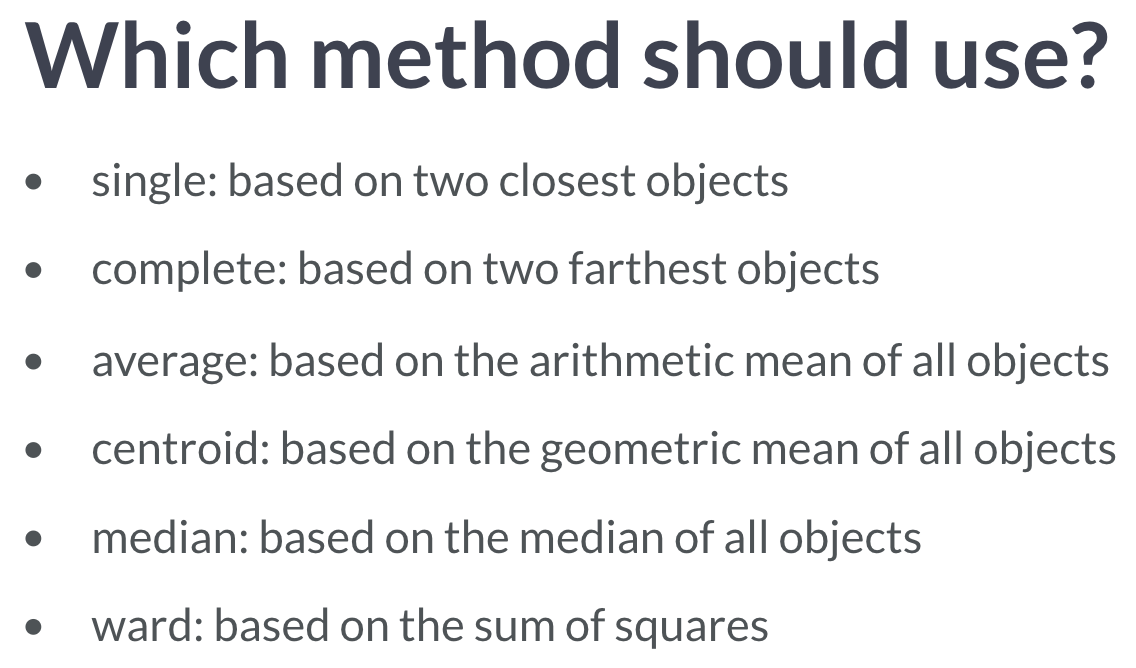 Which method should use?
• single: based on two closest objects
• complete: based on two farthest objects
• average: based on the arithmetic mean of all objects
• centroid: based on the geometric mean of all objects
• median: based on the median of all objects
• ward: based on the sum of squares